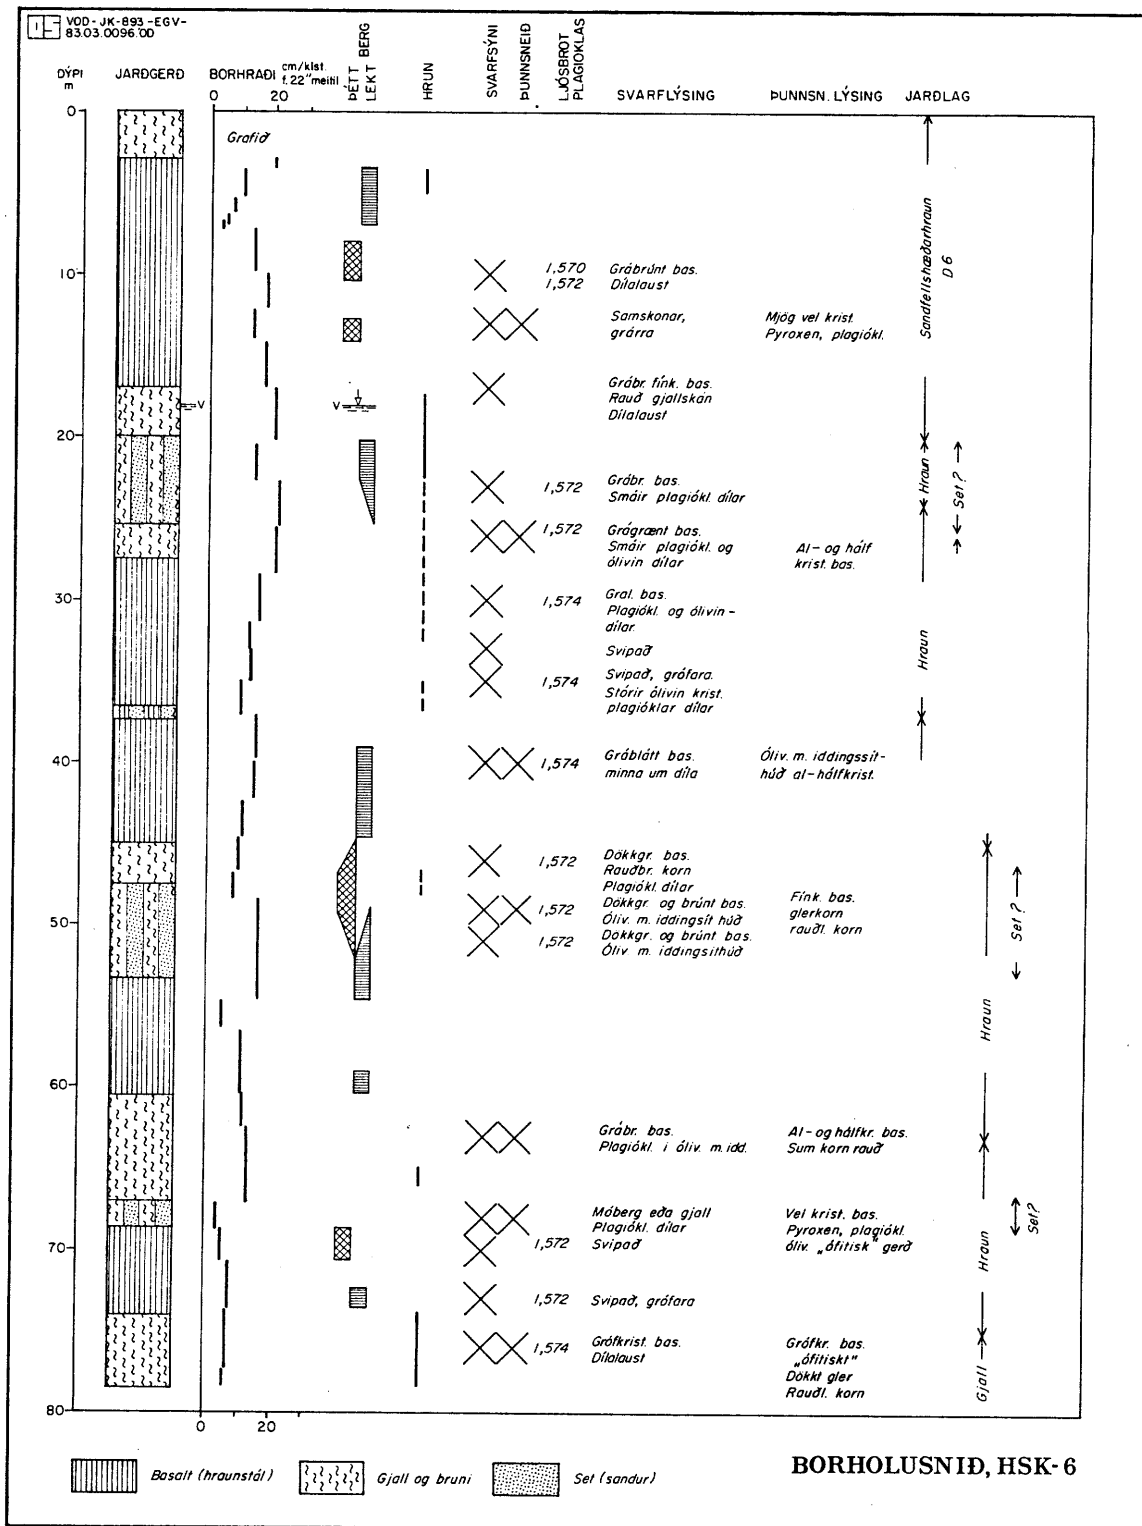 VOD-JK-893-EGV-
83.03.0096.OD
DÝPI
m
JARÐGERÐ
BORHRAÐI cm/klst. f. 22" meitil
0 20
ÞÉTT BERG
LEKT BERG
HRUN
SVARFSÝNI
ÞUNNSNEIÐ
LJÓSBROT
PLAGIOKLAS
SVARFLÝSING
ÞUNNSN. LÝSING
JARÐLAG
0
Grafið
Sandfellshæðarhraun
D6
10
1,570 Grábrúnt bas.
1,572 Dílalaust
Samskonar,
grárra
Mjög vel krist.
Pyroxen, plagiókl.
Grábr. fínk. bas.
Rauð gjallskán
Dílalaust
V
V
20
Hraun
Set?
1,572 Grábr. bas.
Smáir plagiókl. dílar
1,572 Grágrænt bas.
Smáir plagiókl. og
ólivin dílar
Al- og hálf
krist. bas.
30
1,574 Gral. bas.
Plagiókl. og ólivin-
dílar.
Svipað
Hraun
1,574 Svipað, grófara.
Stórir ólivin krist.
plagióklar dílar
40
1,574 Gráblátt bas.
minna um díla
Óliv. m. iddingssit-
húð al-hálfkrist.
1,572 Dökkgr. bas.
Rauðbr. korn
Plagiókl. dílar
1,572 Dökkgr. og brúnt bas.
Óliv. m. iddingsít húð
Fínk. bas.
glerkorn
rauðl. korn
Set?
50
1,572 Dökkgr. og brúnt bas.
Óliv m. iddingsithúð
Hraun
60
Grábr. bas.
Plagiókl. i óliv. m. idd.
Al- og hálfkr. bas.
Sum korn rauð
Móberg eða gjall
Plagiókl. dílar
Vel krist. bas.
Pyroxen, plagiókl.
óliv. „ófitisk" gerð
Set?
70
1,572 Svipað
Hraun
1,572 Svipað, grófara
1,574 Grófkrist. bas.
Dílalaust
Grófkr. bas.
„ófitiskt"
Dökkt gler
Rauðl. korn
Gjall
80
0 20
Basalt (hraunstál)
Gjall og bruni
Set (sandur)
BORHOLUSNIÐ, HSK-6